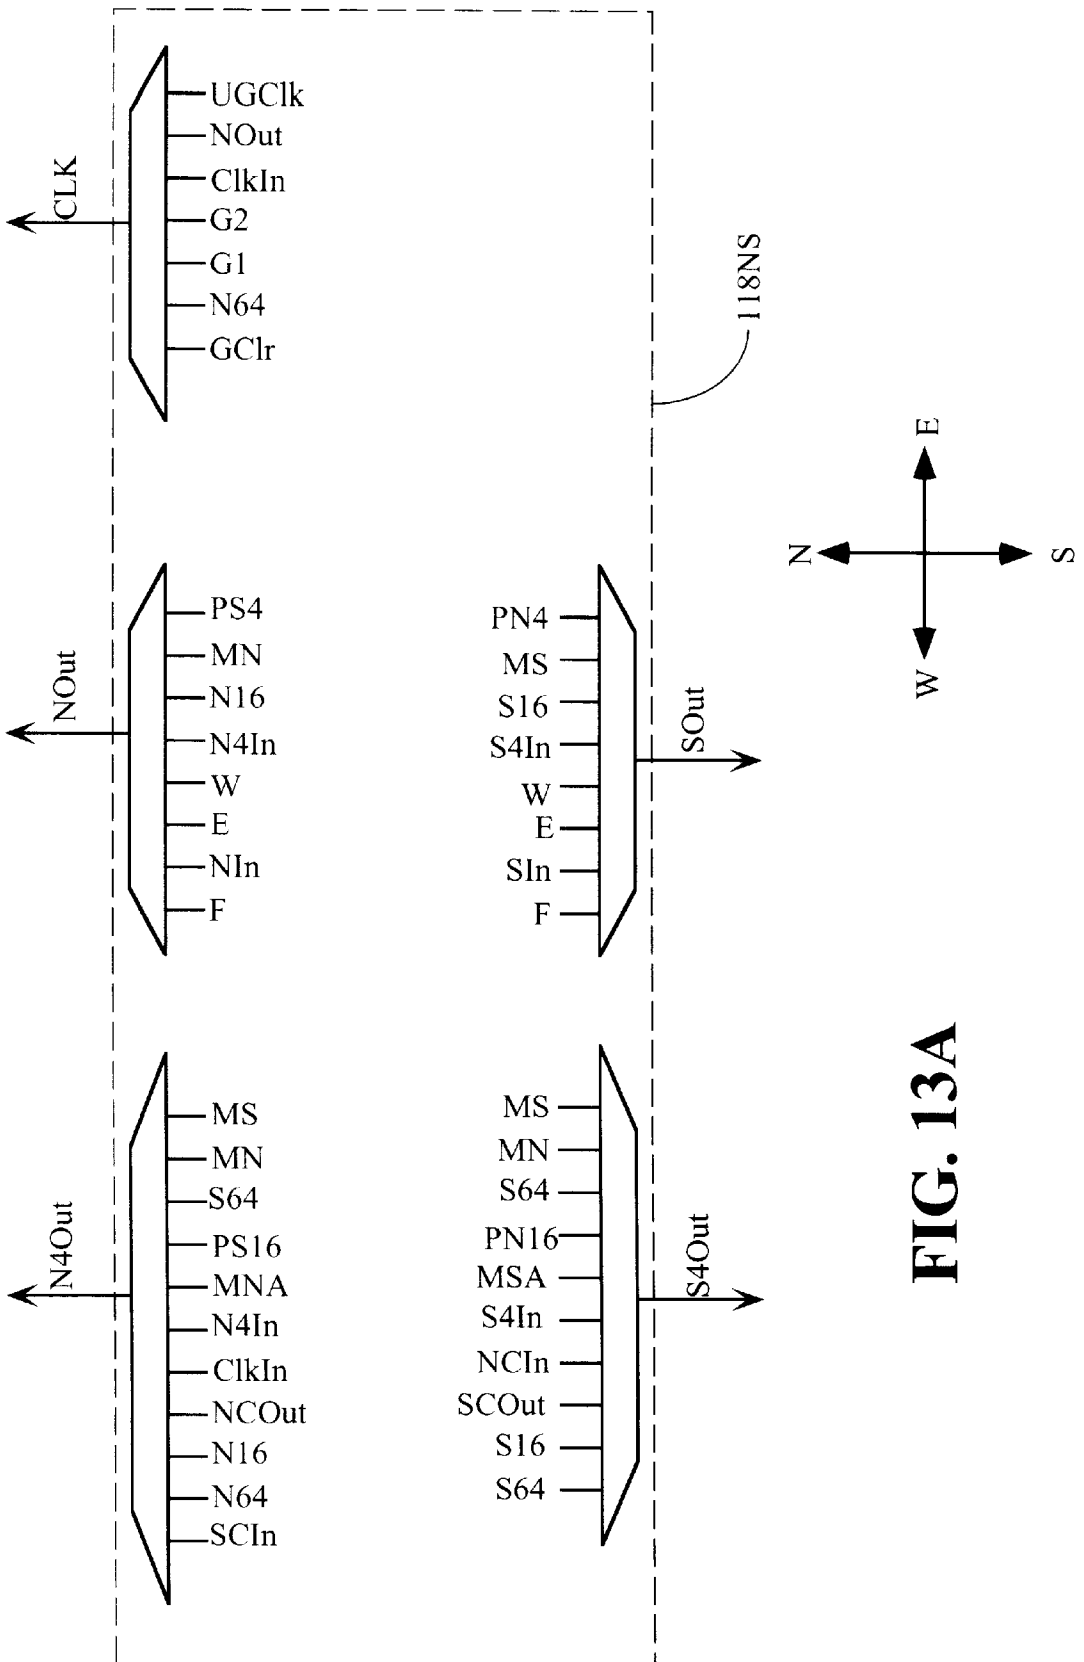 CLK
UGClk
NOut
ClkIn
G2
G1
N64
GClr
118NS
NOut
PS4
MN
N16
N4In
W
E
NIn
F
PN4
MS
S16
S4In
W
E
SIn
F
SOut
N
E
W
S
N4Out
MS
MN
S64
PS16
MNA
N4In
ClkIn
NCOut
N16
N64
SCIn
MS
MN
S64
PN16
MSA
S4In
NCIn
SCOut
S16
S64
S4Out
FIG. 13A